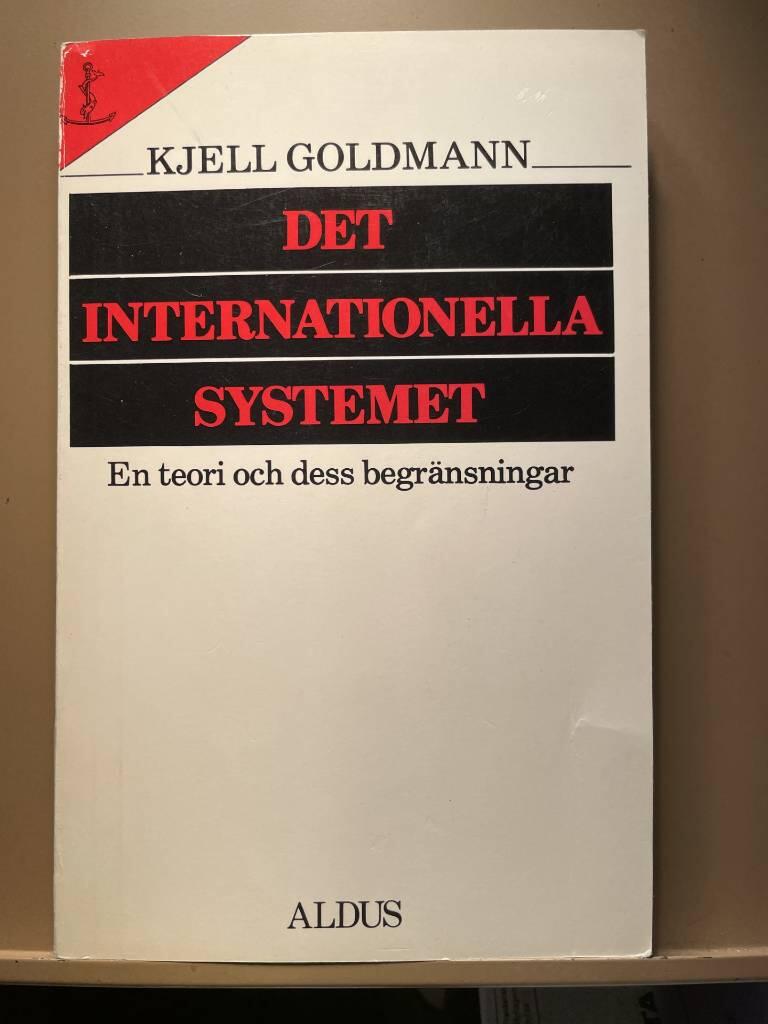 KJELL GOLDMANN
DET
INTERNATIONELLA
SYSTEMET
En teori och dess begränsningar
ALDUS